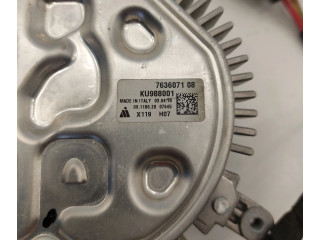 7636071 08
KU988001
MADE IN ITALY
X119 H07